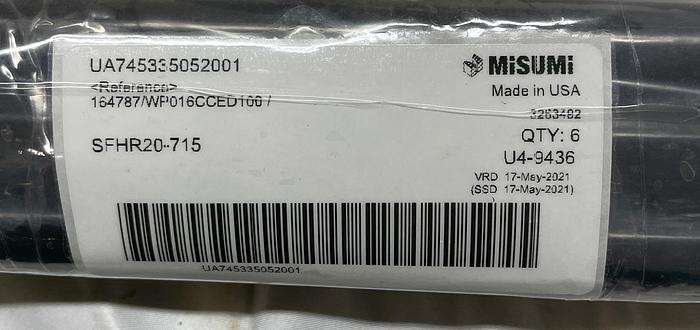 UA745335052001
<Reference>
164787/WP016CCED100 /
SFHR20-715
MiSUMi
Made in USA
3263492
QTY: 6
U4-9436
VRD 17-May-2021
(SSD 17-May-2021)
)
UA745335052001